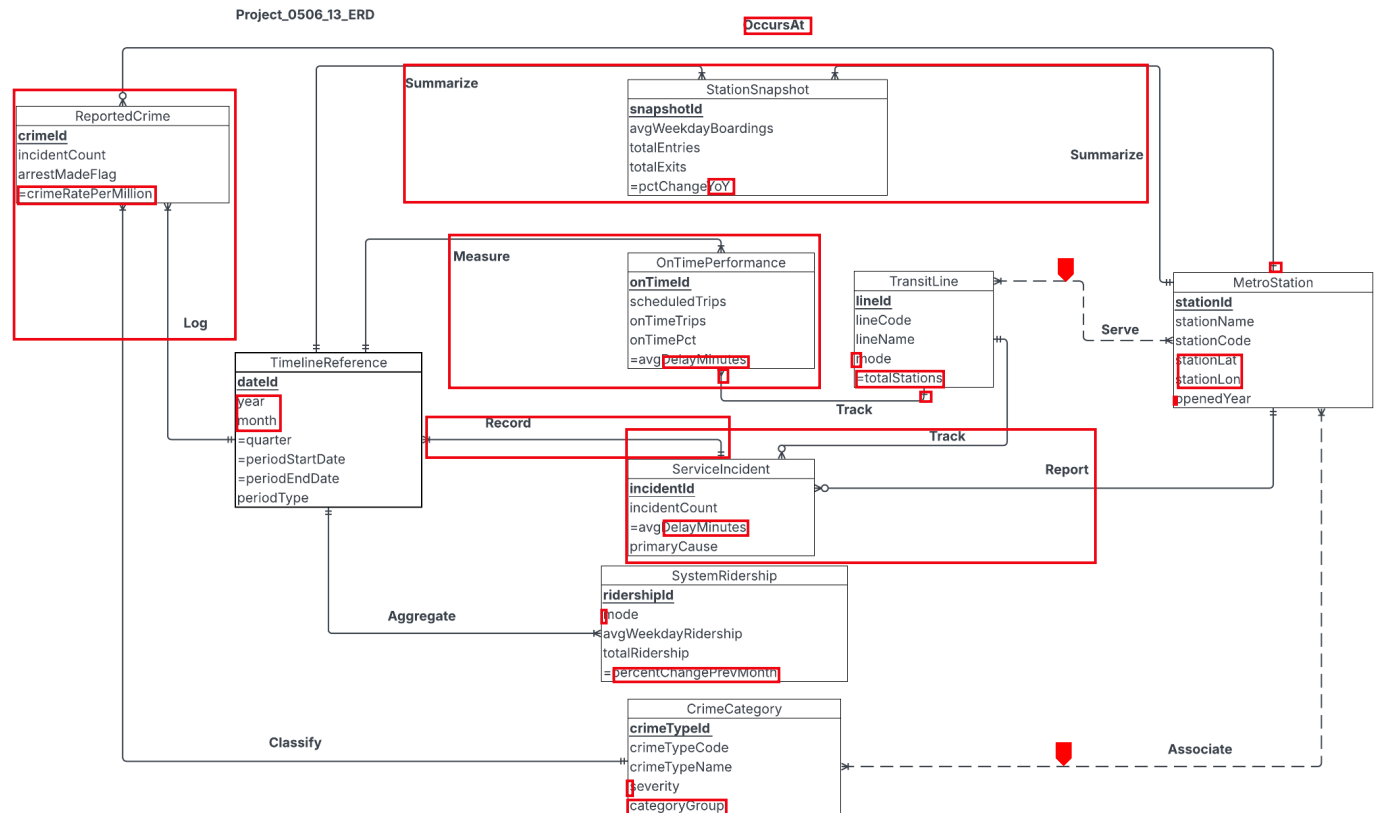 Project_0506_13_ERD
OccursAt
Summarize
StationSnapshot
snapshotId
avgWeekdayBoardings
totalEntries
totalExits
=pctChangeYoY
Summarize
ReportedCrime
crimeId
incidentCount
arrestMadeFlag
=crimeRatePerMillion
Log
Measure
OnTimePerformance
onTimeId
scheduledTrips
onTimeTrips
onTimePct
=avgDelayMinutes
TransitLine
lineId
lineCode
lineName
mode
=totalStations
Serve
MetroStation
stationId
stationName
stationCode
stationLat
stationLon
openedYear
TimelineReference
dateId
year
month
=quarter
=periodStartDate
=periodEndDate
periodType
Track
Record
Track
ServiceIncident
incidentId
incidentCount
=avgDelayMinutes
primaryCause
Report
SystemRidership
ridershipId
mode
avgWeekdayRidership
totalRidership
=percentChangePrevMonth
Aggregate
CrimeCategory
crimeTypeId
crimeTypeCode
crimeTypeName
severity
categoryGroup
Classify
Associate